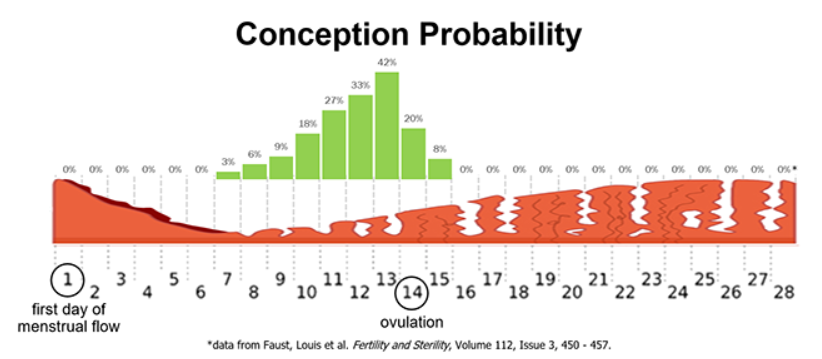 Conception Probability
42%
33%
27%
20%
18%
9%
8%
6%
3%
0% 0% 0% 0% 0% 0% 0% 0% 0% 0% 0% 0% 0% 0% 0% 0% 0% 0% 0%*
1 3 5 7 9 11 13 15 17 19 21 23 25 27
2 4 6 8 10 12 14 16 18 20 22 24 26 28
first day of
menstrual flow
ovulation
*data from Faust, Louis et al. Fertility and Sterility, Volume 112, Issue 3, 450 - 457.